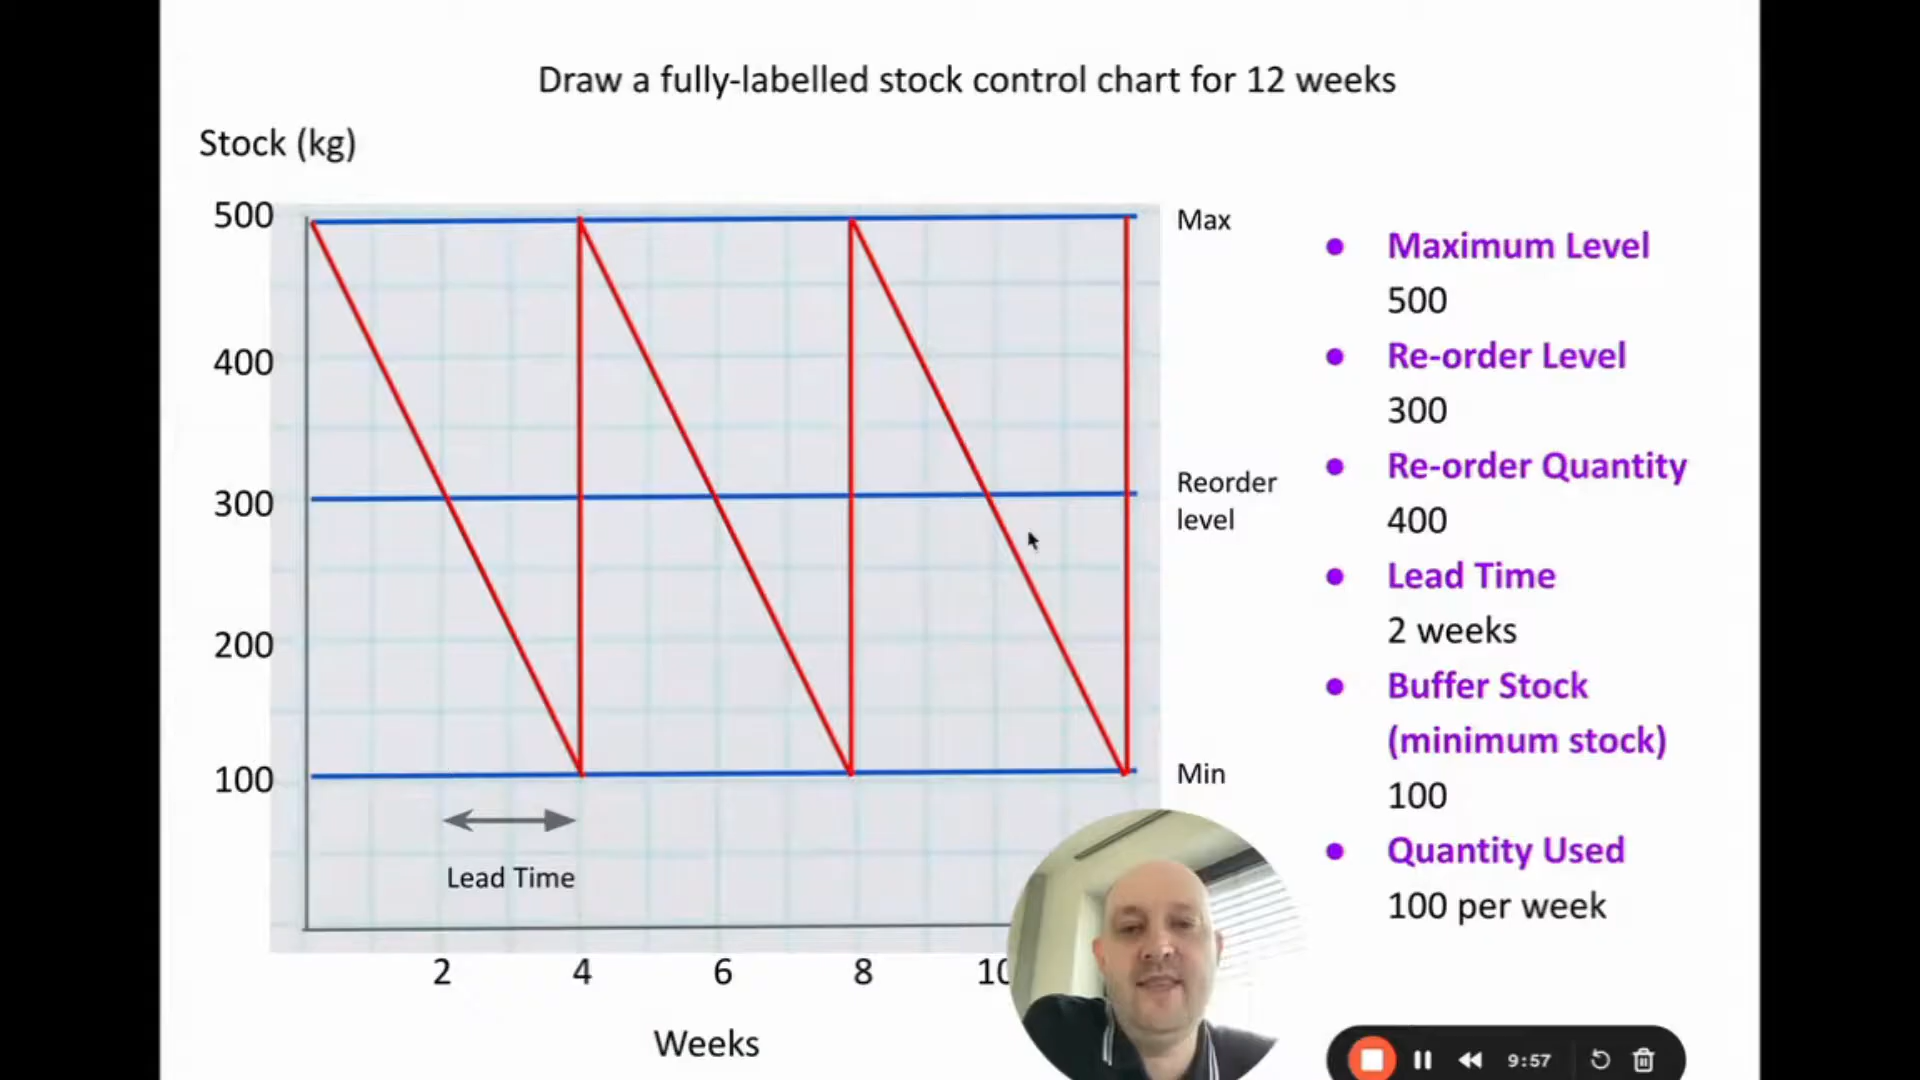 Draw a fully-labelled stock control chart for 12 weeks
Stock (kg)
500
400
300
200
100
Max
Reorder
level
Min
Lead Time
2 4 6 8 10
Weeks
Maximum Level
500
Re-order Level
300
Re-order Quantity
400
Lead Time
2 weeks
Buffer Stock
(minimum stock)
100
Quantity Used
100 per week
9:57